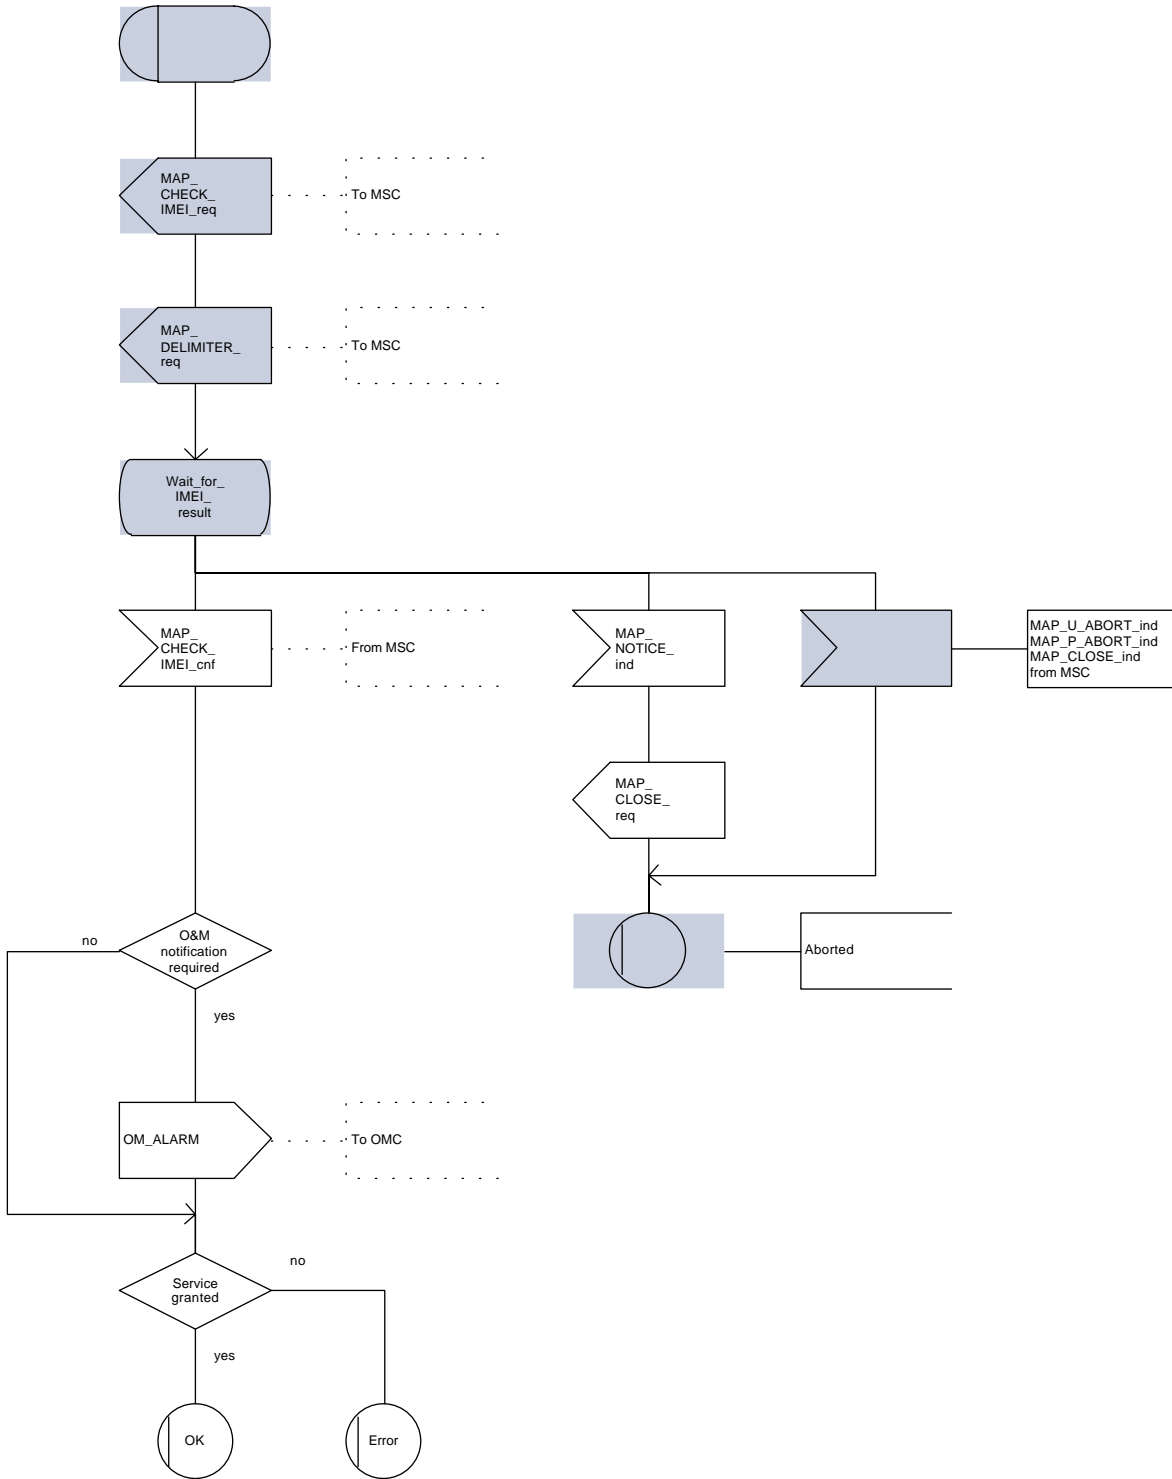 MAP_
CHECK_
IMEI_req
To MSC
MAP_
DELIMITER_
req
To MSC
Wait_for_
IMEI_
result
MAP_
CHECK_
IMEI_cnf
From MSC
MAP_
NOTICE_
ind
MAP_U_ABORT_ind
MAP_P_ABORT_ind
MAP_CLOSE_ind
from MSC
MAP_
CLOSE_
req
no
O&M
notification
required
Aborted
yes
OM_ALARM
To OMC
no
Service
granted
yes
OK
Error